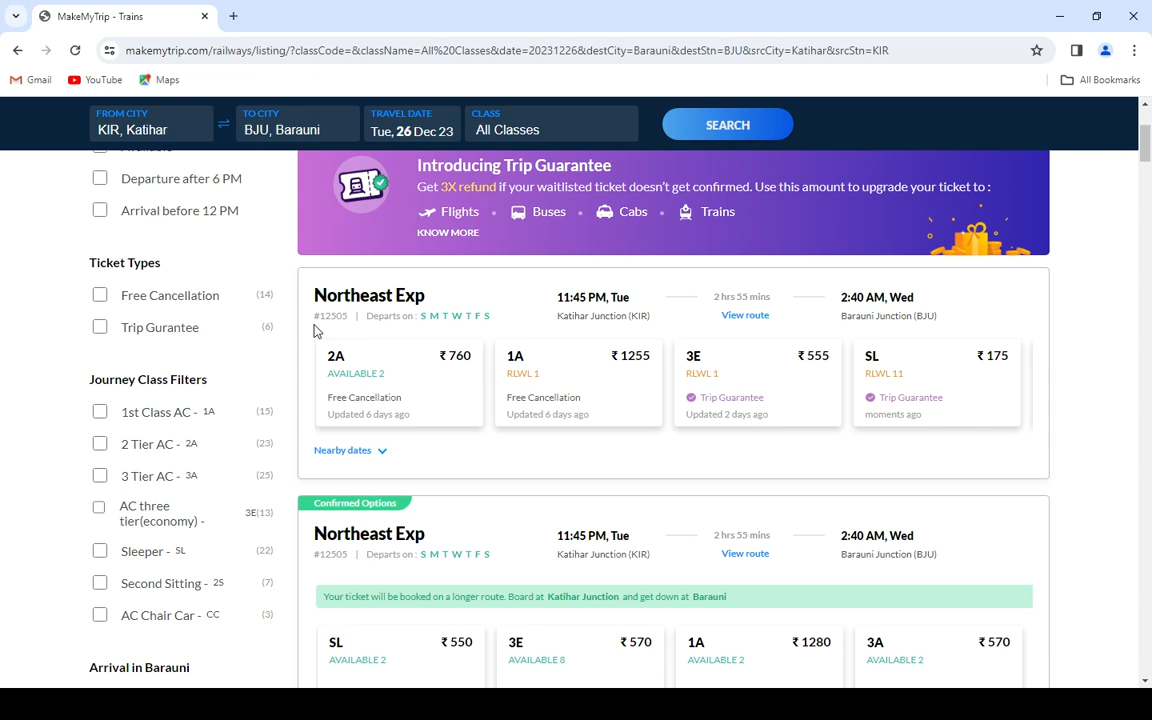 MakeMyTrip - Trains
makemytrip.com/railways/listing/?classCode=&className=All%20Classes&date=20231226&destCity=Barauni&destStn=BJU&srcCity=Katihar&srcStn=KIR
Gmail YouTube Maps All Bookmarks
FROM CITY TO CITY TRAVEL DATE CLASS
KIR, Katihar BJU, Barauni Tue, 26 Dec 23 All Classes SEARCH
Departure after 6 PM
Arrival before 12 PM
Ticket Types
Free Cancellation (14)
Trip Gurantee (6)
Journey Class Filters
1st Class AC - 1A (15)
2 Tier AC - 2A (23)
3 Tier AC - 3A (25)
AC three
tier(economy) - 3E(13)
Sleeper - SL (22)
Second Sitting - 2S (7)
AC Chair Car - CC (3)
Arrival in Barauni
Introducing Trip Guarantee
Get 3X refund if your waitlisted ticket doesn't get confirmed. Use this amount to upgrade your ticket to :
Flights • Buses • Cabs • Trains
KNOW MORE
Northeast Exp 11:45 PM, Tue 2 hrs 55 mins 2:40 AM, Wed
#12505 | Departs on : S M T W T F S Katihar Junction (KIR) View route Barauni Junction (BJU)
2A ₹ 760 1A ₹ 1255 3E ₹ 555 SL ₹ 175
AVAILABLE 2 RLWL 1 RLWL 1 RLWL 11
Free Cancellation Free Cancellation Trip Guarantee Trip Guarantee
Updated 6 days ago Updated 6 days ago Updated 2 days ago moments ago
Nearby dates
Confirmed Options
Northeast Exp 11:45 PM, Tue 2 hrs 55 mins 2:40 AM, Wed
#12505 | Departs on : S M T W T F S Katihar Junction (KIR) View route Barauni Junction (BJU)
Your ticket will be booked on a longer route. Board at Katihar Junction and get down at Barauni
SL ₹ 550 3E ₹ 570 1A ₹ 1280 3A ₹ 570
AVAILABLE 2 AVAILABLE 8 AVAILABLE 2 AVAILABLE 2